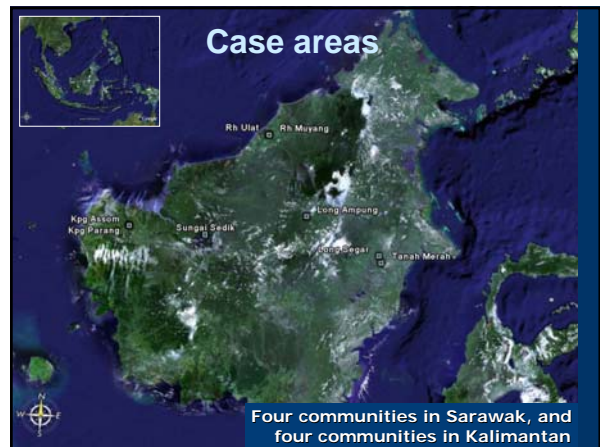 Case areas
Rh Ulat Rh Muyang
Long Ampung
Kpg Assom
Kpg Parang
Sungai Sedik
Long Segar
Tanah Merah
N
W E
S
Four communities in Sarawak, and
four communities in Kalimantan